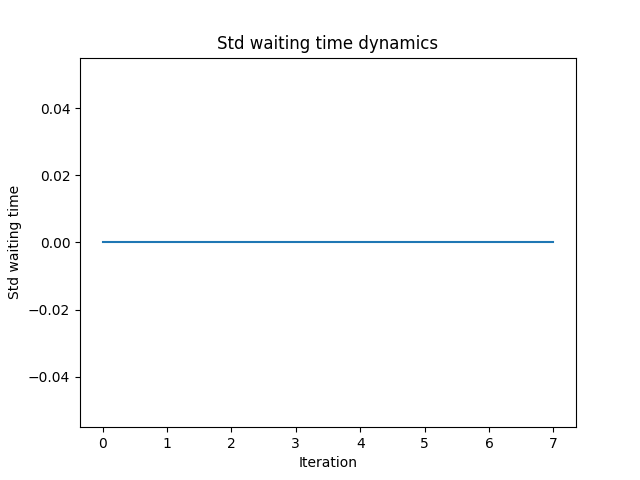 Std waiting time dynamics
Std waiting time
0.04
0.02
0.00
−0.02
−0.04
0 1 2 3 4 5 6 7
Iteration